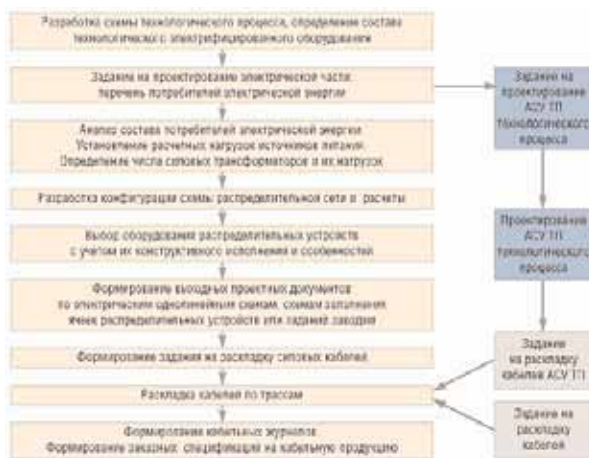 Разработка схемы технологического процесса, определение состава
технологического электрифицированного оборудования
Задание на проектирование электрической части
перечень потребителей электрической энергии
Анализ состава потребителей электрической энергии
Установление расчетных нагрузок источников питания
Определение числа силовых трансформаторов и их нагрузок
Разработка конфигурации схемы распределительной сети и расчеты
Выбор оборудования распределительных устройств
с учетом их конструктивного исполнения и особенностей
Формирование выходных проектных документов
по электрическим однолинейным схемам, схемам заполнения
ячеек распределительных устройств или заданий заводам
Формирование задания на раскладку силовых кабелей
Раскладка кабелей по трассам
Формирование кабельных журналов
Формирование заказных спецификаций на кабельную продукцию
Задание на
проектирование
АСУ ТП
технологического
процесса
Проектирование
АСУ ТП
технологического
процесса
Задание
на раскладку
кабелей АСУ ТП
Задание на
раскладку
кабелей